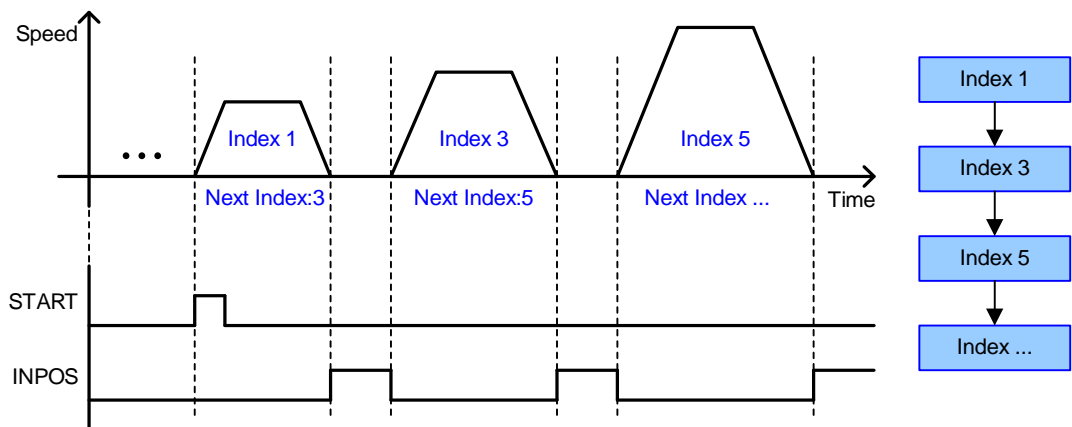 Speed
Index 1
Index 3
Index 5
...
Next Index:3
Next Index:5
Next Index ...
Time
START
INPOS
Index 1
Index 3
Index 5
Index ...